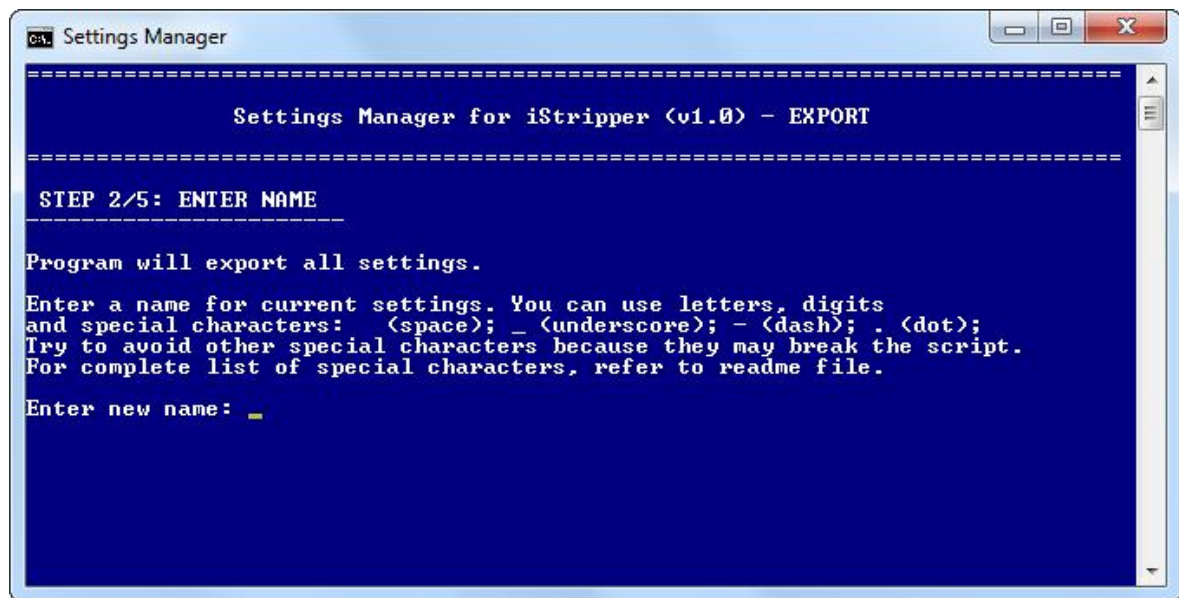 Settings Manager
===============================================================================
Settings Manager for iStripper (v1.0) - EXPORT
===============================================================================
STEP 2/5: ENTER NAME
-----------------------
Program will export all settings.
Enter a name for current settings. You can use letters, digits
and special characters:   (space); _ (underscore); - (dash); . (dot);
Try to avoid other special characters because they may break the script.
For complete list of special characters, refer to readme file.
Enter new name: _